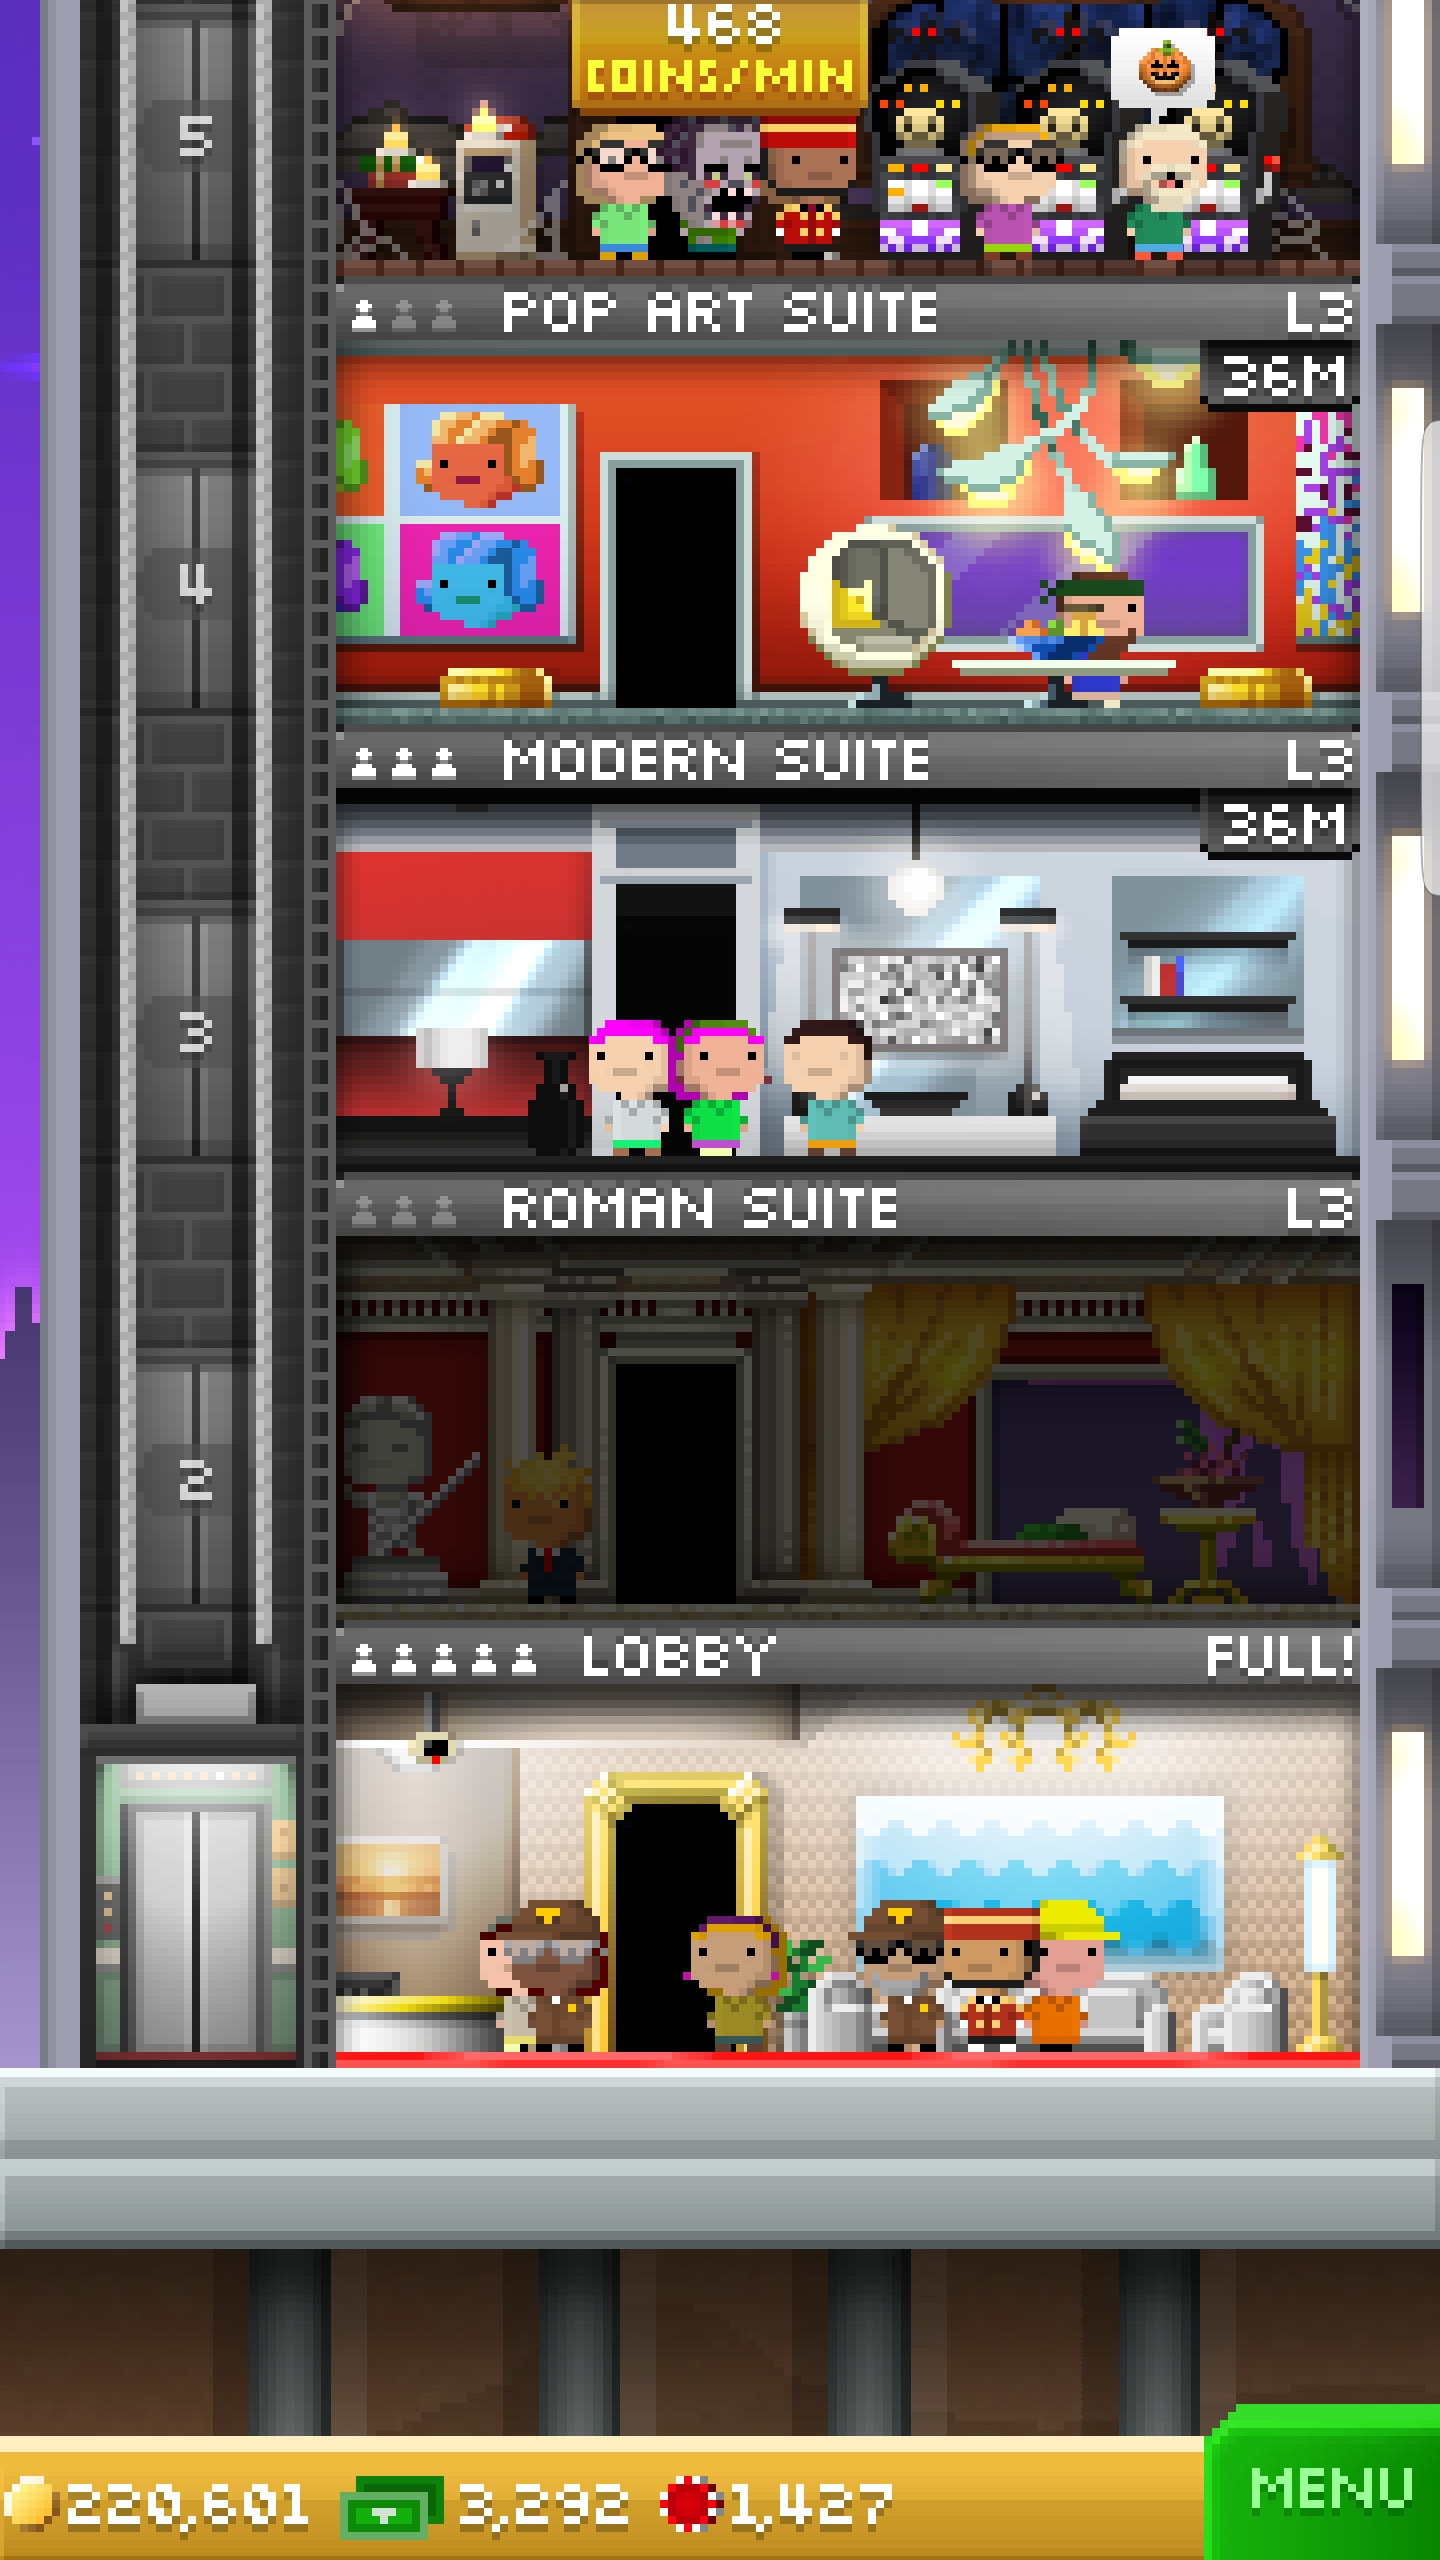 468
COINS/MIN
5
POP ART SUITE L3
36M
4
MODERN SUITE L3
36M
3
ROMAN SUITE L3
2
LOBBY FULL!
220,601 3,292 1,427 MENU